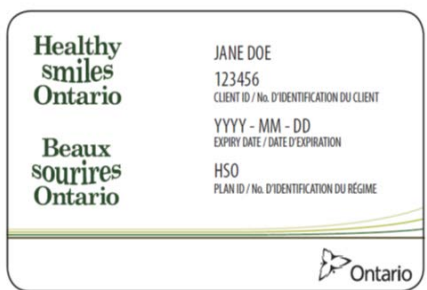 Healthy
smiles
Ontario
Beaux
sourires
Ontario
JANE DOE
123456
CLIENT ID / No. D'IDENTIFICATION DU CLIENT
YYYY - MM - DD
EXPIRY DATE / DATE D'EXPIRATION
HSO
PLAN ID / No. D'IDENTIFICATION DU RÉGIME
Ontario